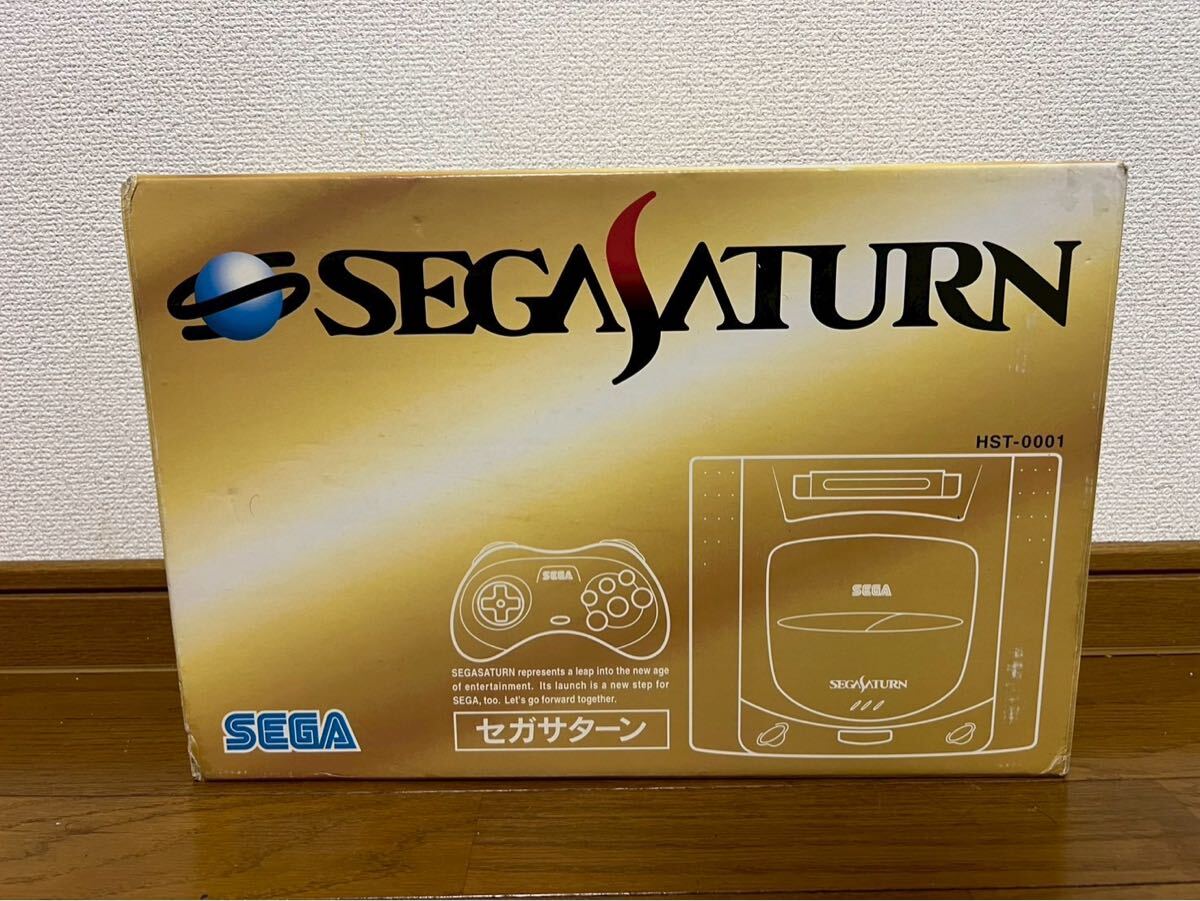 SEGASATURN
HST-0001
SEGA
SEGA
SEGASATURN
SEGASATURN represents a leap into the new age
of entertainment. Its launch is a new step for
SEGA, too. Let's go forward together.
セガサターン
SEGA